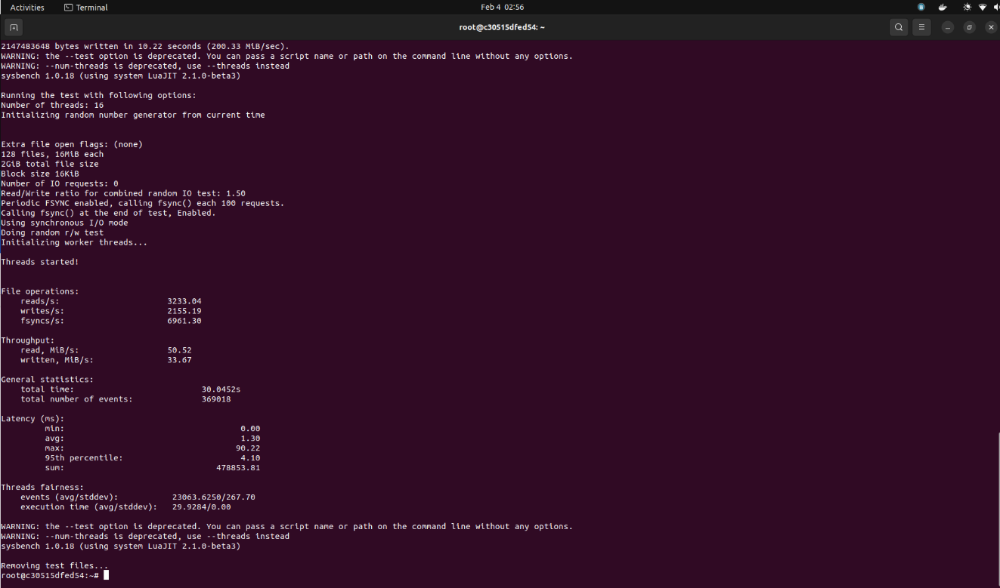 Activities Terminal Feb 4 02:56
root@c30515dfed54: ~
2147483648 bytes written in 10.22 seconds (200.33 MiB/sec).
WARNING: the --test option is deprecated. You can pass a script name or path on the command line without any options.
WARNING: --num-threads is deprecated, use --threads instead
sysbench 1.0.18 (using system LuaJIT 2.1.0-beta3)
Running the test with following options:
Number of threads: 16
Initializing random number generator from current time
Extra file open flags: (none)
128 files, 16MiB each
2GiB total file size
Block size 16KiB
Number of IO requests: 0
Read/Write ratio for combined random IO test: 1.50
Periodic FSYNC enabled, calling fsync() each 100 requests.
Calling fsync() at the end of test, Enabled.
Using synchronous I/O mode
Doing random r/w test
Initializing worker threads...
Threads started!
File operations:
reads/s: 3233.04
writes/s: 2155.19
fsyncs/s: 6961.30
Throughput:
read, MiB/s: 50.52
written, MiB/s: 33.67
General statistics:
total time: 30.0452s
total number of events: 369018
Latency (ms):
min: 0.00
avg: 1.30
max: 90.22
95th percentile: 4.10
sum: 478853.81
Threads fairness:
events (avg/stddev): 23063.6250/267.70
execution time (avg/stddev): 29.9284/0.00
WARNING: the --test option is deprecated. You can pass a script name or path on the command line without any options.
WARNING: --num-threads is deprecated, use --threads instead
sysbench 1.0.18 (using system LuaJIT 2.1.0-beta3)
Removing test files...
root@c30515dfed54:~#